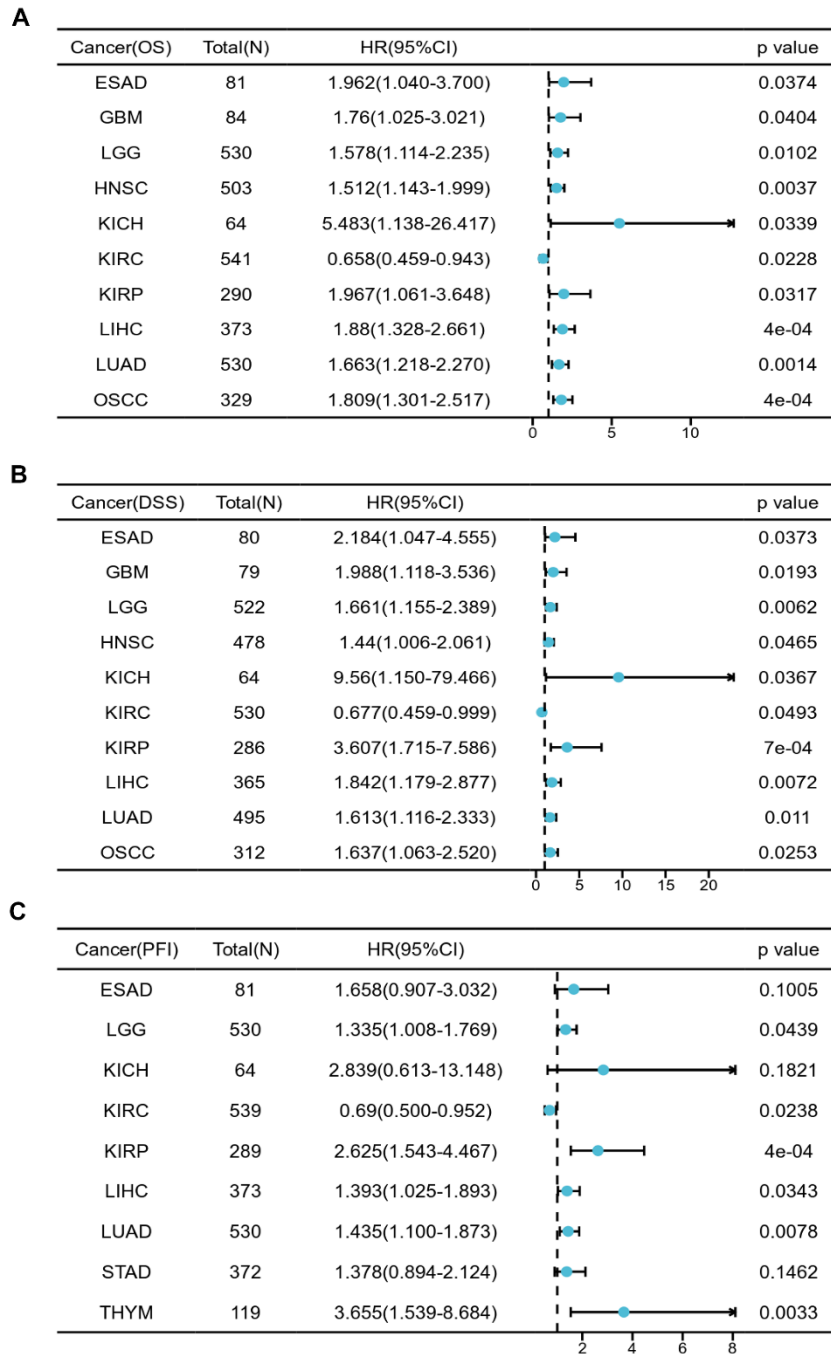 A
Cancer(OS) Total(N) HR(95%CI) p value
ESAD 81 1.962(1.040-3.700) 0.0374
GBM 84 1.76(1.025-3.021) 0.0404
LGG 530 1.578(1.114-2.235) 0.0102
HNSC 503 1.512(1.143-1.999) 0.0037
KICH 64 5.483(1.138-26.417) 0.0339
KIRC 541 0.658(0.459-0.943) 0.0228
KIRP 290 1.967(1.061-3.648) 0.0317
LIHC 373 1.88(1.328-2.661) 4e-04
LUAD 530 1.663(1.218-2.270) 0.0014
OSCC 329 1.809(1.301-2.517) 4e-04
0 5 10
B
Cancer(DSS) Total(N) HR(95%CI) p value
ESAD 80 2.184(1.047-4.555) 0.0373
GBM 79 1.988(1.118-3.536) 0.0193
LGG 522 1.661(1.155-2.389) 0.0062
HNSC 478 1.44(1.006-2.061) 0.0465
KICH 64 9.56(1.150-79.466) 0.0367
KIRC 530 0.677(0.459-0.999) 0.0493
KIRP 286 3.607(1.715-7.586) 7e-04
LIHC 365 1.842(1.179-2.877) 0.0072
LUAD 495 1.613(1.116-2.333) 0.011
OSCC 312 1.637(1.063-2.520) 0.0253
0 5 10 15 20
C
Cancer(PFI) Total(N) HR(95%CI) p value
ESAD 81 1.658(0.907-3.032) 0.1005
LGG 530 1.335(1.008-1.769) 0.0439
KICH 64 2.839(0.613-13.148) 0.1821
KIRC 539 0.69(0.500-0.952) 0.0238
KIRP 289 2.625(1.543-4.467) 4e-04
LIHC 373 1.393(1.025-1.893) 0.0343
LUAD 530 1.435(1.100-1.873) 0.0078
STAD 372 1.378(0.894-2.124) 0.1462
THYM 119 3.655(1.539-8.684) 0.0033
2 4 6 8